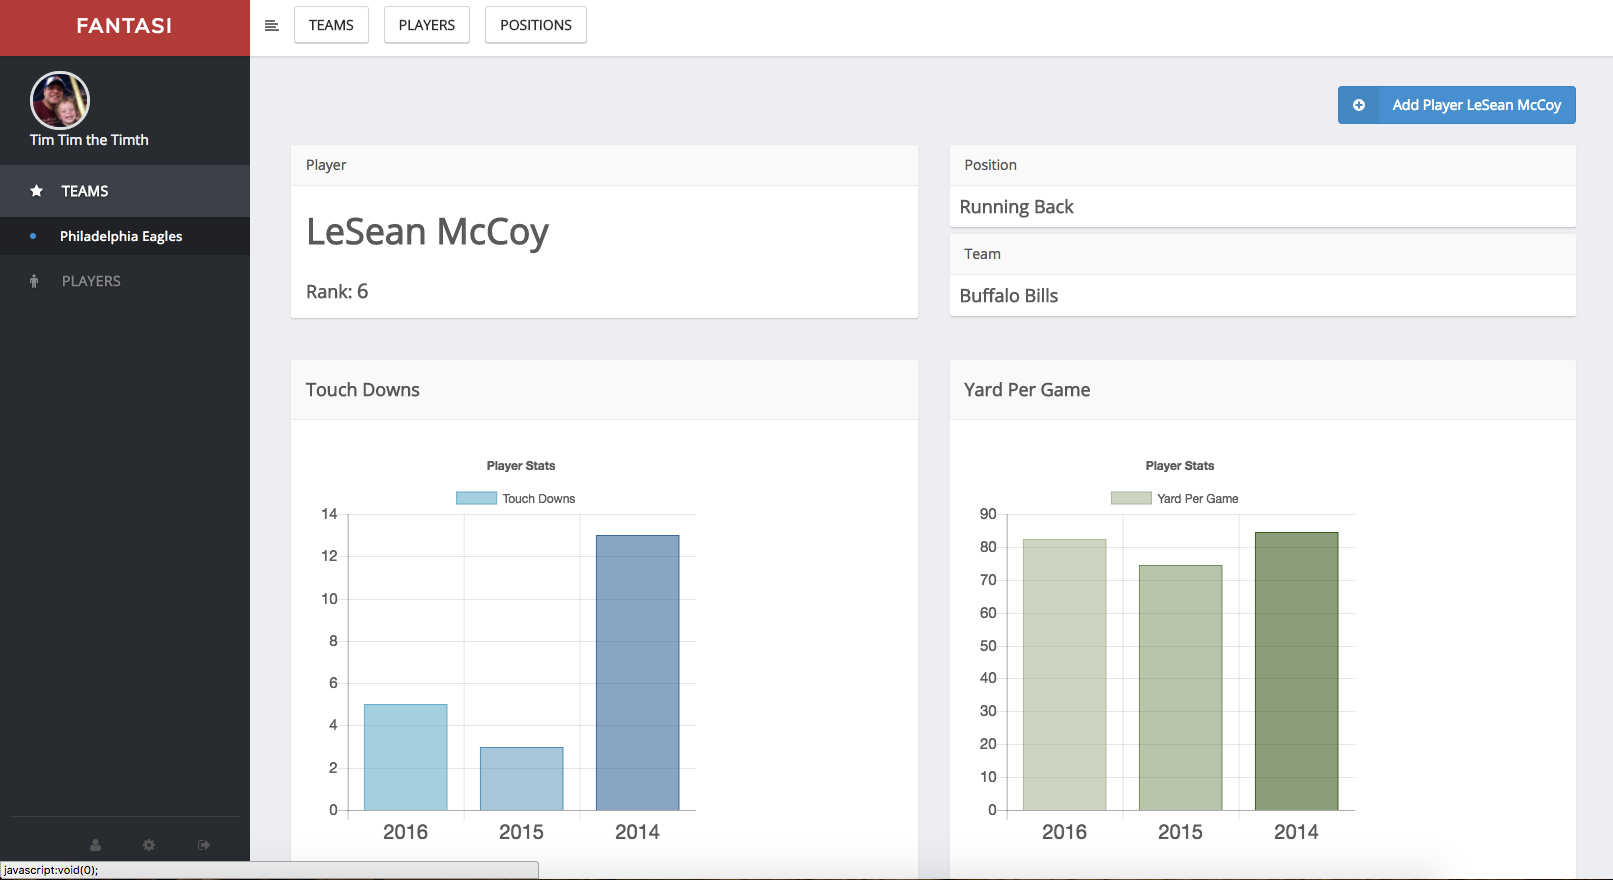 FANTASI
TEAMS
PLAYERS
POSITIONS
Tim Tim the Timth
TEAMS
Philadelphia Eagles
PLAYERS
Add Player LeSean McCoy
Player
LeSean McCoy
Rank: 6
Position
Running Back
Team
Buffalo Bills
Touch Downs
Player Stats
Touch Downs
14
12
10
8
6
4
2
0
2016 2015 2014
Yard Per Game
Player Stats
Yard Per Game
90
80
70
60
50
40
30
20
10
0
2016 2015 2014
javascript:void(0);